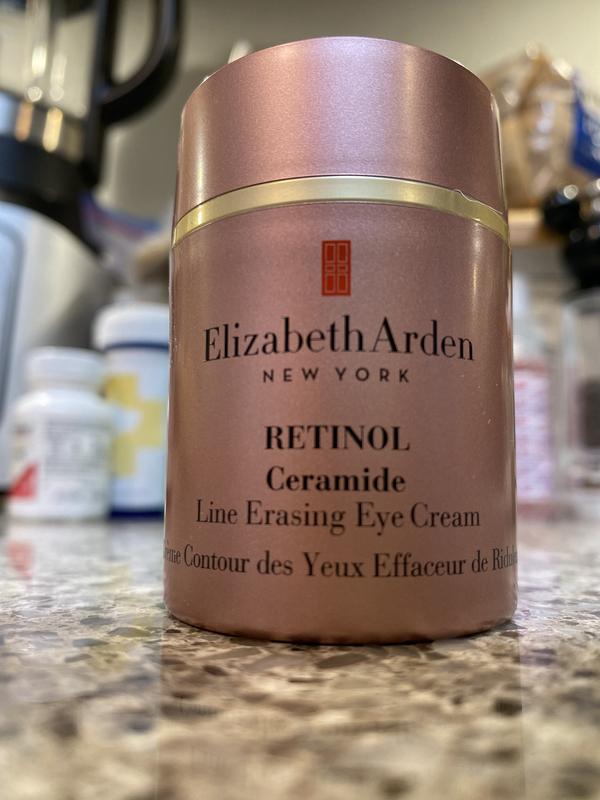 Elizabeth Arden
NEW YORK
RETINOL
Ceramide
Line Erasing Eye Cream
Contour des Yeux Effaceur de